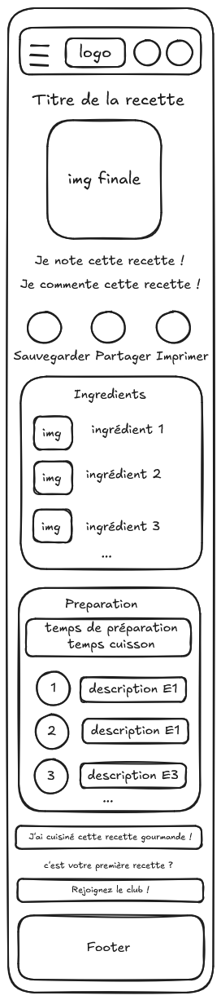 logo
Titre de la recette
img finale
Je note cette recette !
Je commente cette recette !
Sauvegarder Partager Imprimer
Ingredients
img ingrédient 1
img ingrédient 2
img ingrédient 3
...
Preparation
temps de préparation
temps cuisson
1 description E1
2 description E1
3 description E3
...
J'ai cuisiné cette recette gourmande !
c'est votre première recette ?
Rejoignez le club !
Footer